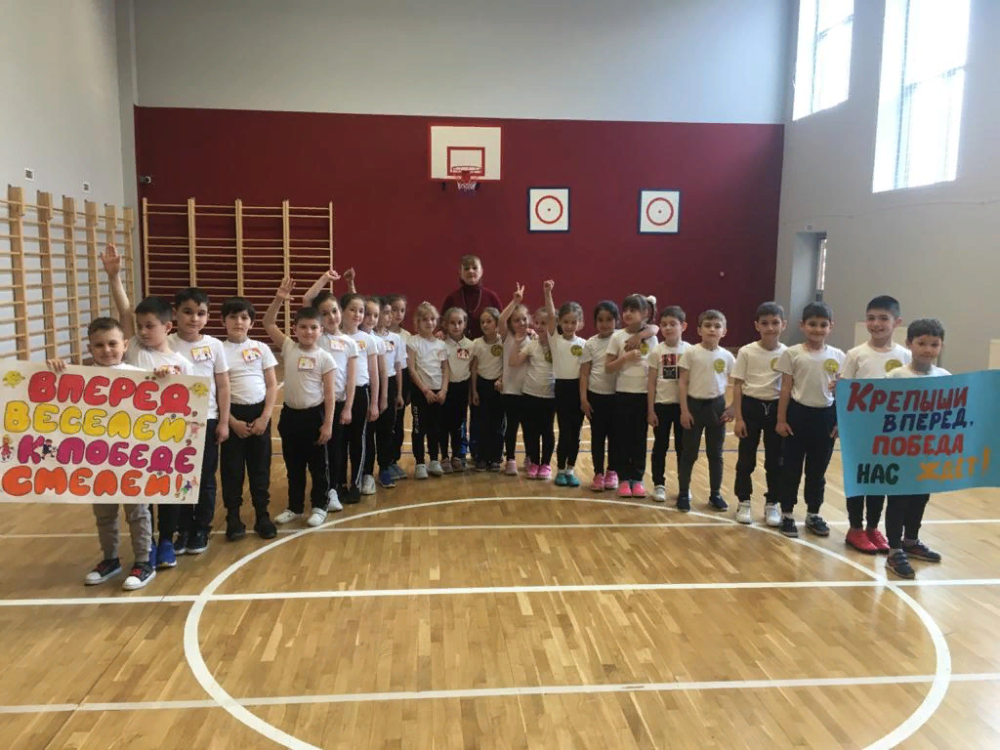 ВПЕРЕД
ВЕСЕЛЕЙ
К ПОБЕДЕ
СМЕЛЕЙ!
КРЕПЫШИ
ВПЕРЕД,
ПОБЕДА
НАС ЖДЕТ!